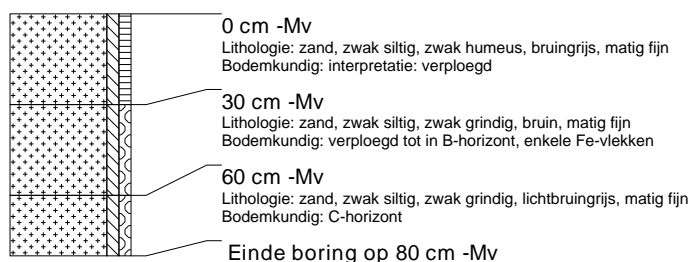 0 cm -Mv
Lithologie: zand, zwak siltig, zwak humeus, bruingrijs, matig fijn
Bodemkundig: interpretatie: verploegd
30 cm -Mv
Lithologie: zand, zwak siltig, zwak grindig, bruin, matig fijn
Bodemkundig: verploegd tot in B-horizont, enkele Fe-vlekken
60 cm -Mv
Lithologie: zand, zwak siltig, zwak grindig, lichtbruingrijs, matig fijn
Bodemkundig: C-horizont
Einde boring op 80 cm -Mv